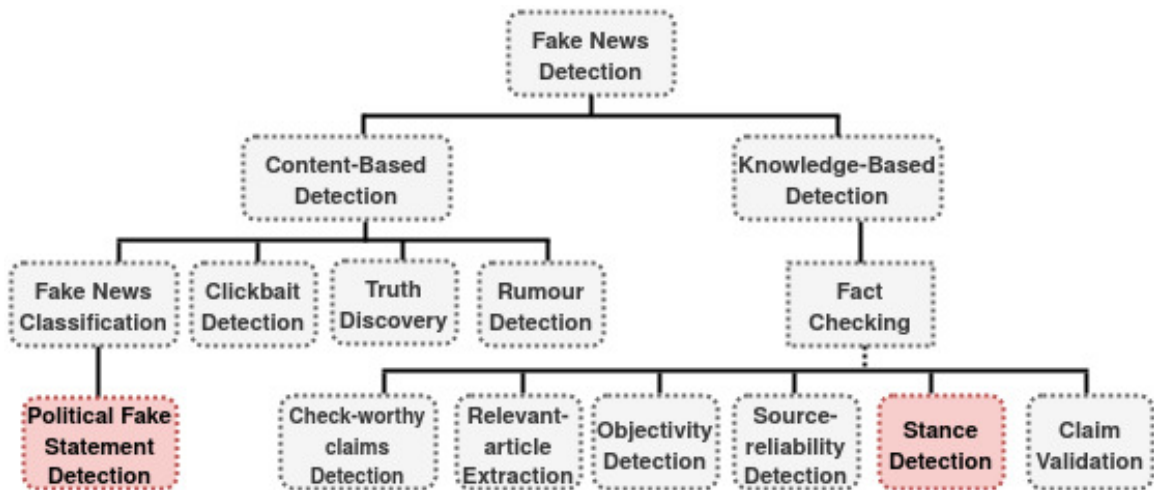 Fake News
Detection
Content-Based
Detection
Knowledge-Based
Detection
Fake News
Classification
Clickbait
Detection
Truth
Discovery
Rumour
Detection
Fact
Checking
Political Fake
Statement
Detection
Check-worthy
claims
Detection
Relevant-
article
Extraction
Objectivity
Detection
Source-
reliability
Detection
Stance
Detection
Claim
Validation